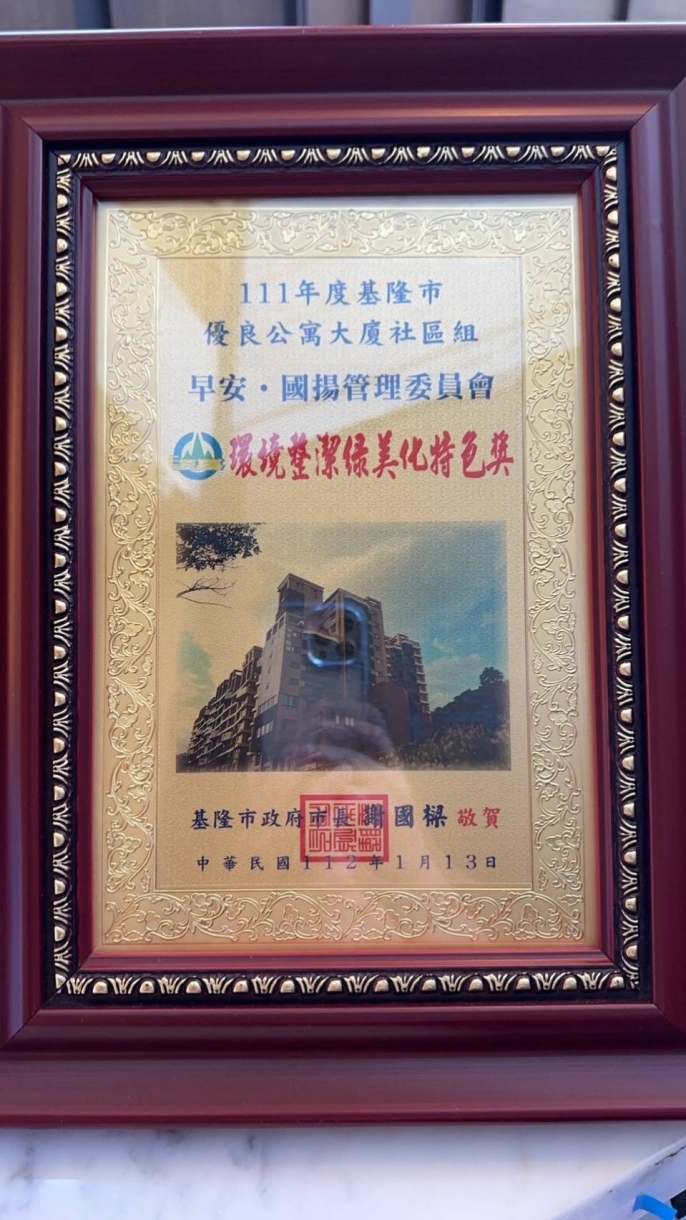 111年度基隆市
優良公寓大廈社區組
早安・國揚管理委員會
環境整潔綠美化特色獎
基隆市政府市長 謝國樑 敬賀
中華民國112年1月13日